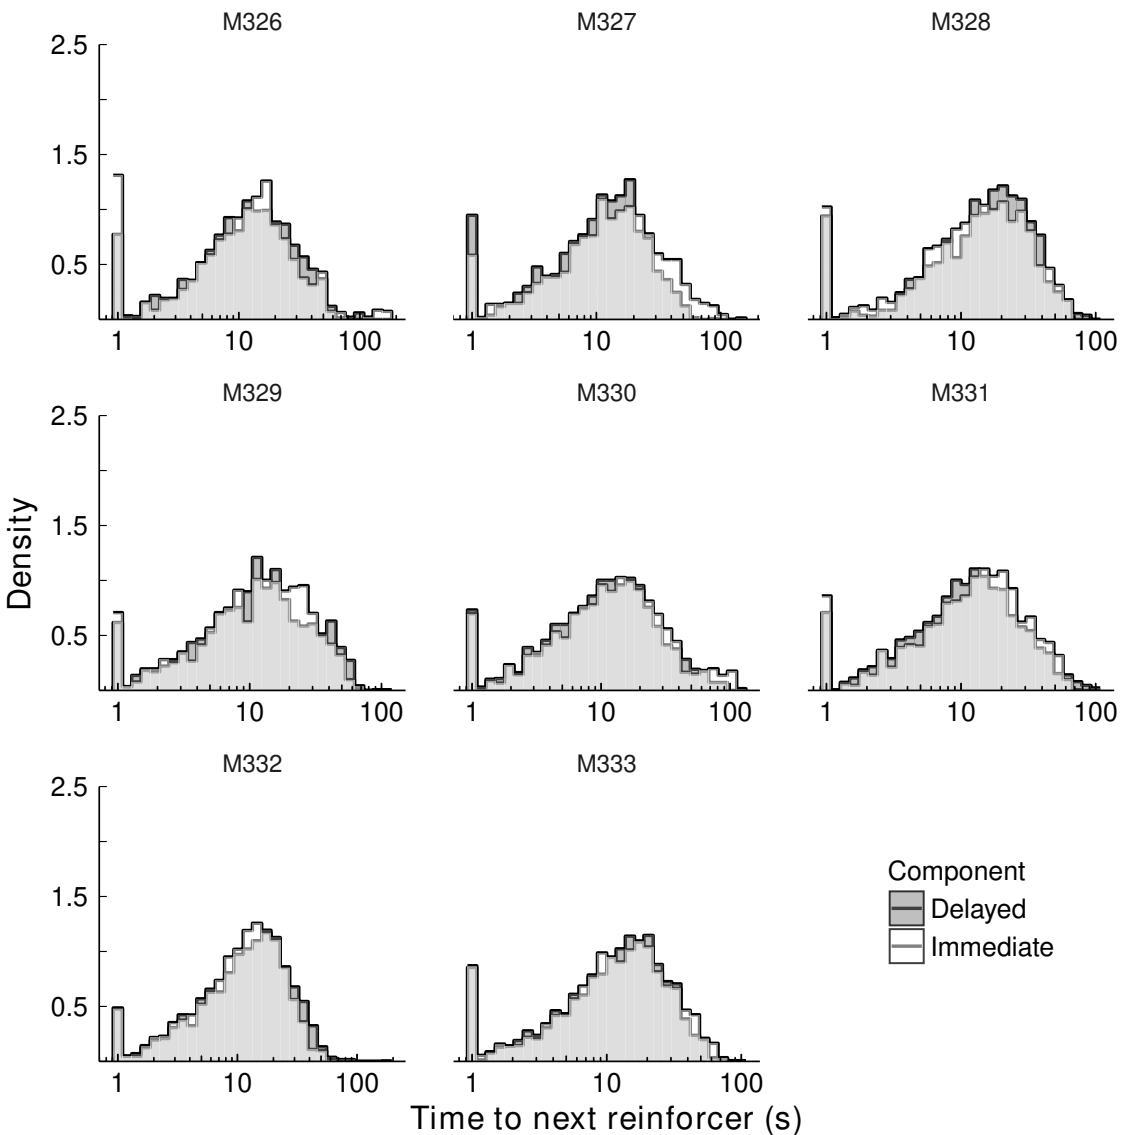 M326 M327 M328
2.5
1.5
0.5
1 10 100 1 10 100 1 10 100
M329 M330 M331
2.5
1.5
0.5
1 10 100 1 10 100 1 10 100
M332 M333
2.5
1.5
0.5
1 10 100 1 10 100
Density
Time to next reinforcer (s)
Component
Delayed
Immediate